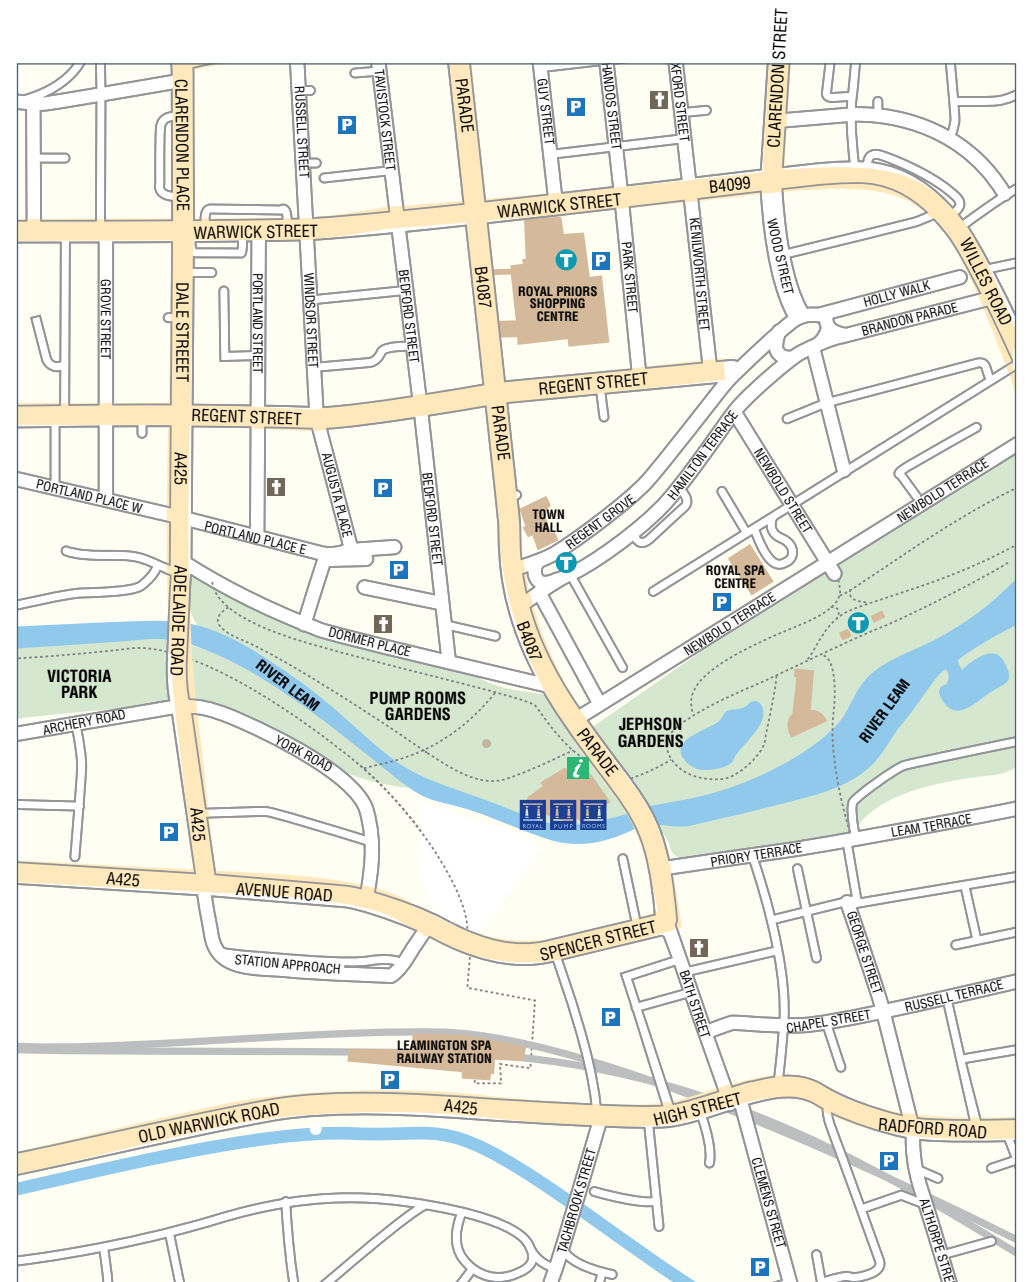 CLARENDON STREET
CLARENDON PLACE
RUSSELL STREET
TAVISTOCK STREET
PARADE
GUY STREET
HANDOS STREET
XFORD STREET
P
P
B4099
WARWICK STREET
WARWICK STREET
WILLES ROAD
WOOD STREET
KENILWORTH STREET
PARK STREET
T
P
ROYAL PRIORS
SHOPPING
CENTRE
B4087
BEDFORD STREET
WINDSOR STREET
PORTLAND STREET
DALE STREEET
GROVE STREET
HOLLY WALK
BRANDON PARADE
REGENT STREET
REGENT STREET
PARADE
A425
AUGUSTA PLACE
P
BEDFORD STREET
HAMILTON TERRACE
NEWBOLD STREET
NEWBOLD TERRACE
PORTLAND PLACE W
PORTLAND PLACE E
TOWN
HALL
REGENT GROVE
T
P
ROYAL SPA
CENTRE
P
ADELAIDE ROAD
DORMER PLACE
B4087
NEWBOLD TERRACE
T
VICTORIA
PARK
RIVER LEAM
PUMP ROOMS
GARDENS
JEPHSON
GARDENS
RIVER LEAM
ARCHERY ROAD
YORK ROAD
PARADE
i
ROYAL PUMP ROOMS
A425
P
LEAM TERRACE
PRIORY TERRACE
A425
AVENUE ROAD
SPENCER STREET
STATION APPROACH
GEORGE STREET
BATH STREET
RUSSELL TERRACE
CHAPEL STREET
P
LEAMINGTON SPA
RAILWAY STATION
P
OLD WARWICK ROAD
A425
HIGH STREET
RADFORD ROAD
P
TACHBROOK STREET
CLEMENS STREET
ALTHORPE STRE
P